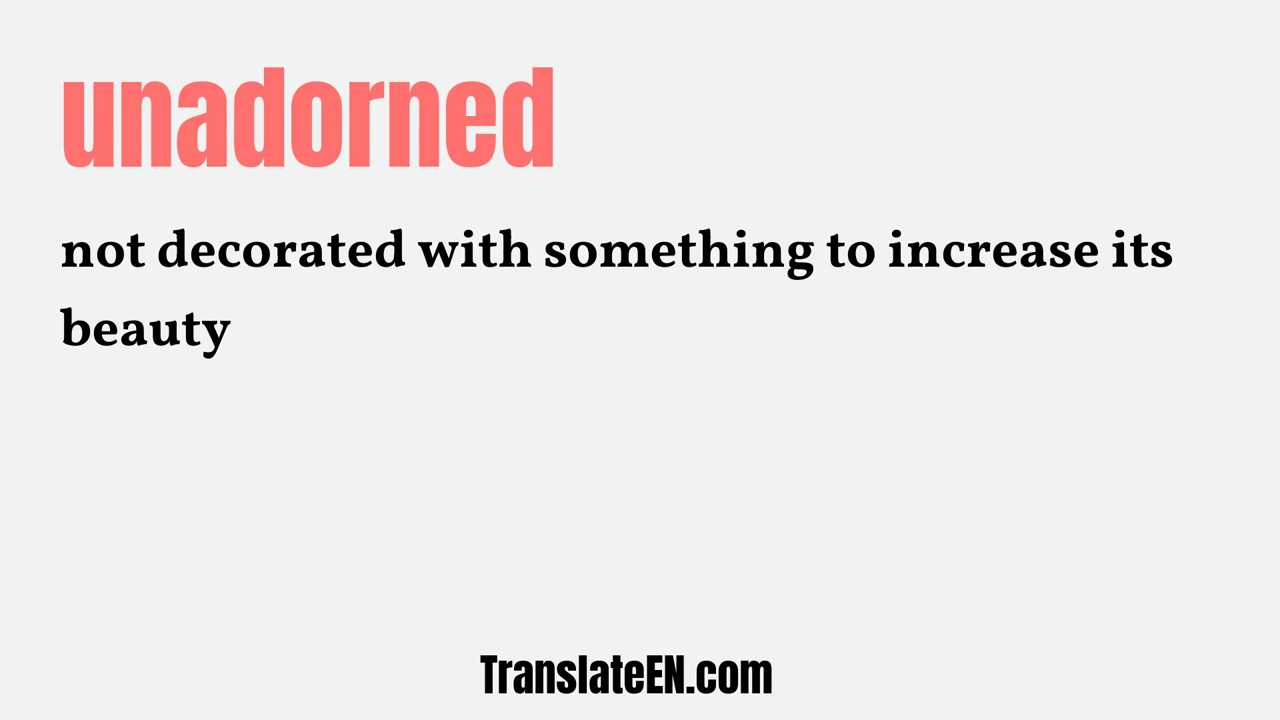 unadorned
not decorated with something to increase its
beauty
TranslateEN.com